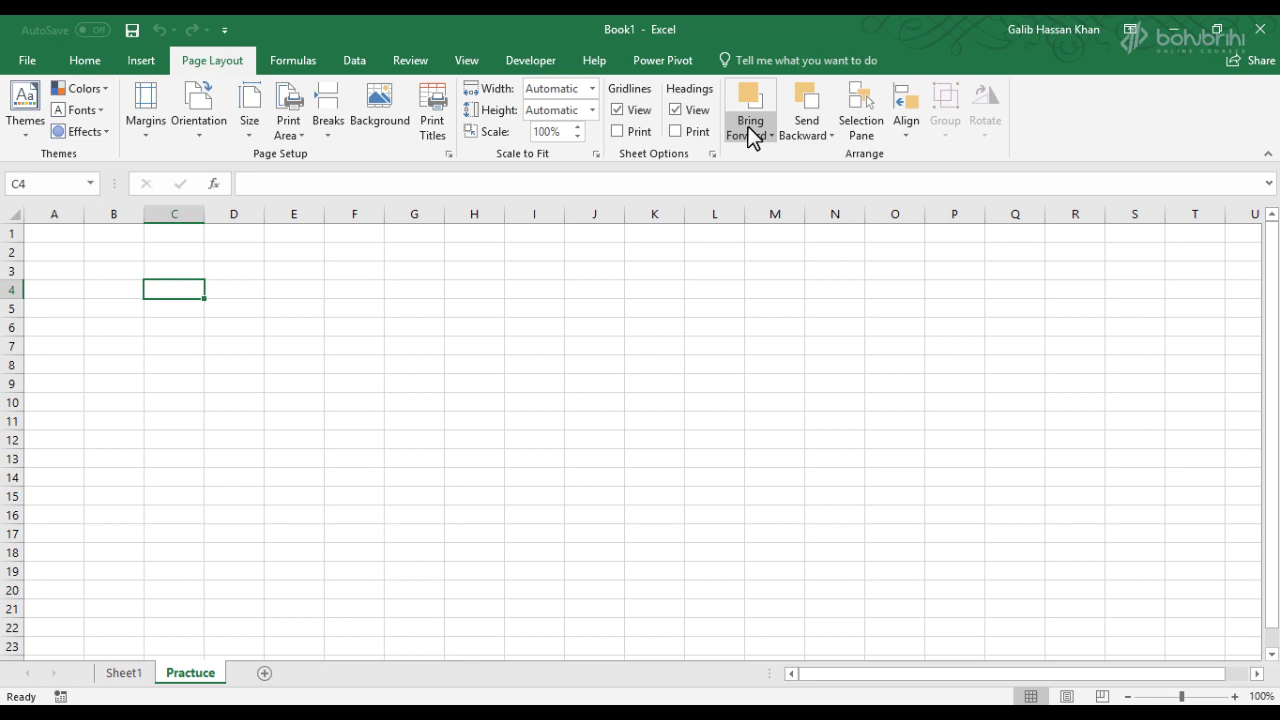 AutoSave Off
Book1 - Excel
Galib Hassan Khan
bohubrihi
ONLINE COURSES
File Home Insert Page Layout Formulas Data Review View Developer Help Power Pivot Tell me what you want to do Share
Themes
Colors
Fonts
Effects
Themes
Margins
Orientation
Size
Print Area
Breaks
Background
Print Titles
Page Setup
Width: Automatic
Height: Automatic
Scale: 100%
Scale to Fit
Gridlines
View
Print
Headings
View
Print
Sheet Options
Bring Forward
Send Backward
Selection Pane
Align
Group
Rotate
Arrange
C4
fx
A B C D E F G H I J K L M N O P Q R S T U
1
2
3
4
5
6
7
8
9
10
11
12
13
14
15
16
17
18
19
20
21
22
23
Sheet1 Practuce
Ready
100%